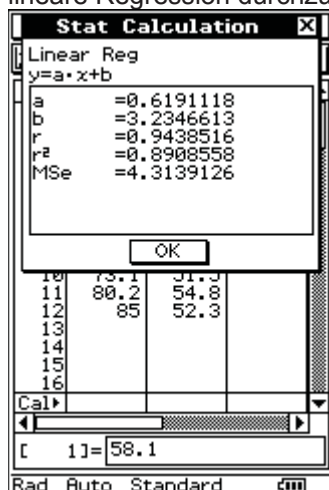 lineare Regression durchzu
Stat Calculation
Linear Reg
y=a·x+b
a =0.6191118
b =3.2346613
r =0.9438516
r² =0.8908558
MSe =4.3139126
OK
10 73.1 51.5
11 80.2 54.8
12 85 52.3
13
14
15
16
Cal▶
[ 1]= 58.1
Rad Auto Standard